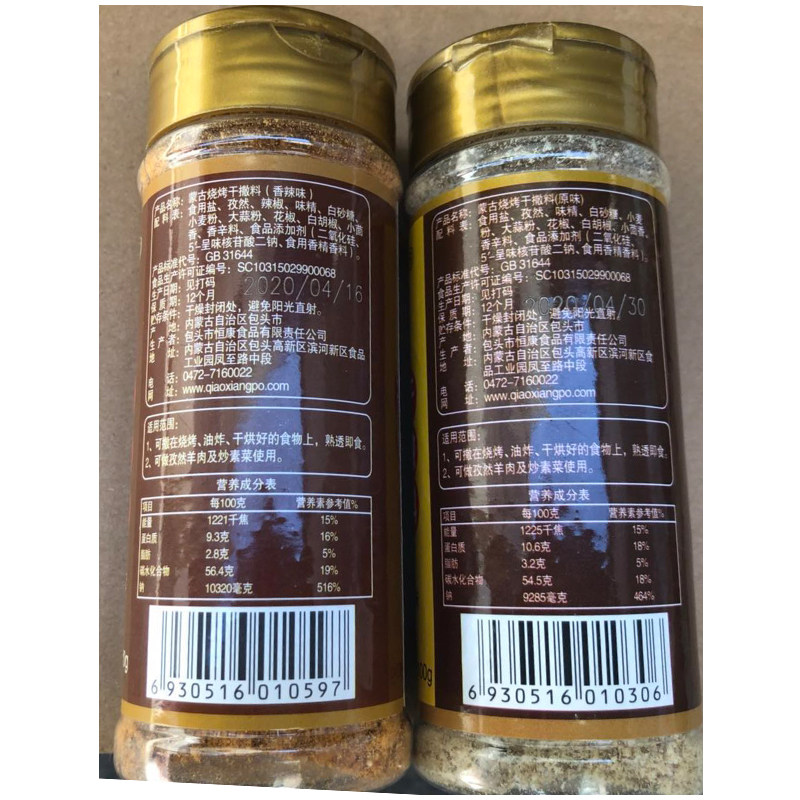 产品名称：蒙古烧烤干撒料（香辣味）
配料表：食用盐、孜然、辣椒、味精、白砂糖、
小麦粉、大蒜粉、花椒、白胡椒、小茴
香、香辛料、食品添加剂（二氧化硅、
5'-呈味核苷酸二钠、食用香精香料）。
产品标准代号：GB 31644
食品生产许可证编号：SC10315029900068
生产日期：见打码
2020/04/16
保质期：12个月
贮存条件：干燥封闭处，避免阳光直射。
产地：内蒙古自治区包头市
生产者：包头市恒康食品有限责任公司
地址：内蒙古自治区包头高新区滨河新区食品
工业园凤至路中段
电话：0472-7160022
网址：www.qiaoxiangpo.com
适用范围：
1、可撒在烧烤、油炸、干烘好的食物上，熟透即食。
2、可做孜然羊肉及炒素菜使用。
营养成分表
项目 每100克 营养素参考值%
能量 1221千焦 15%
蛋白质 9.3克 16%
脂肪 2.8克 5%
碳水化合物 56.4克 19%
钠 10320毫克 516%
6 930516 010597
产品名称：蒙古烧烤干撒料(原味)
配料表：食用盐、孜然、味精、白砂糖、小麦
粉、大蒜粉、花椒、白胡椒、小茴香、
香辛料、食品添加剂（二氧化硅、
5'-呈味核苷酸二钠、食用香精香料）。
产品标准代号：GB 31644
食品生产许可证编号：SC10315029900068
生产日期：见打码
2020/04/30
保质期：12个月
贮存条件：干燥封闭处，避免阳光直射。
产地：内蒙古自治区包头市
生产者：包头市恒康食品有限责任公司
地址：内蒙古自治区包头高新区滨河新区食
品工业园凤至路中段
电话：0472-7160022
网址：www.qiaoxiangpo.com
适用范围：
1、可撒在烧烤、油炸、干烘好的食物上，熟透即食。
2、可做孜然羊肉及炒素菜使用。
营养成分表
项目 每100克 营养素参考值%
能量 1225千焦 15%
蛋白质 10.6克 18%
脂肪 3.2克 5%
碳水化合物 54.5克 18%
钠 9285毫克 464%
6 930516 010306